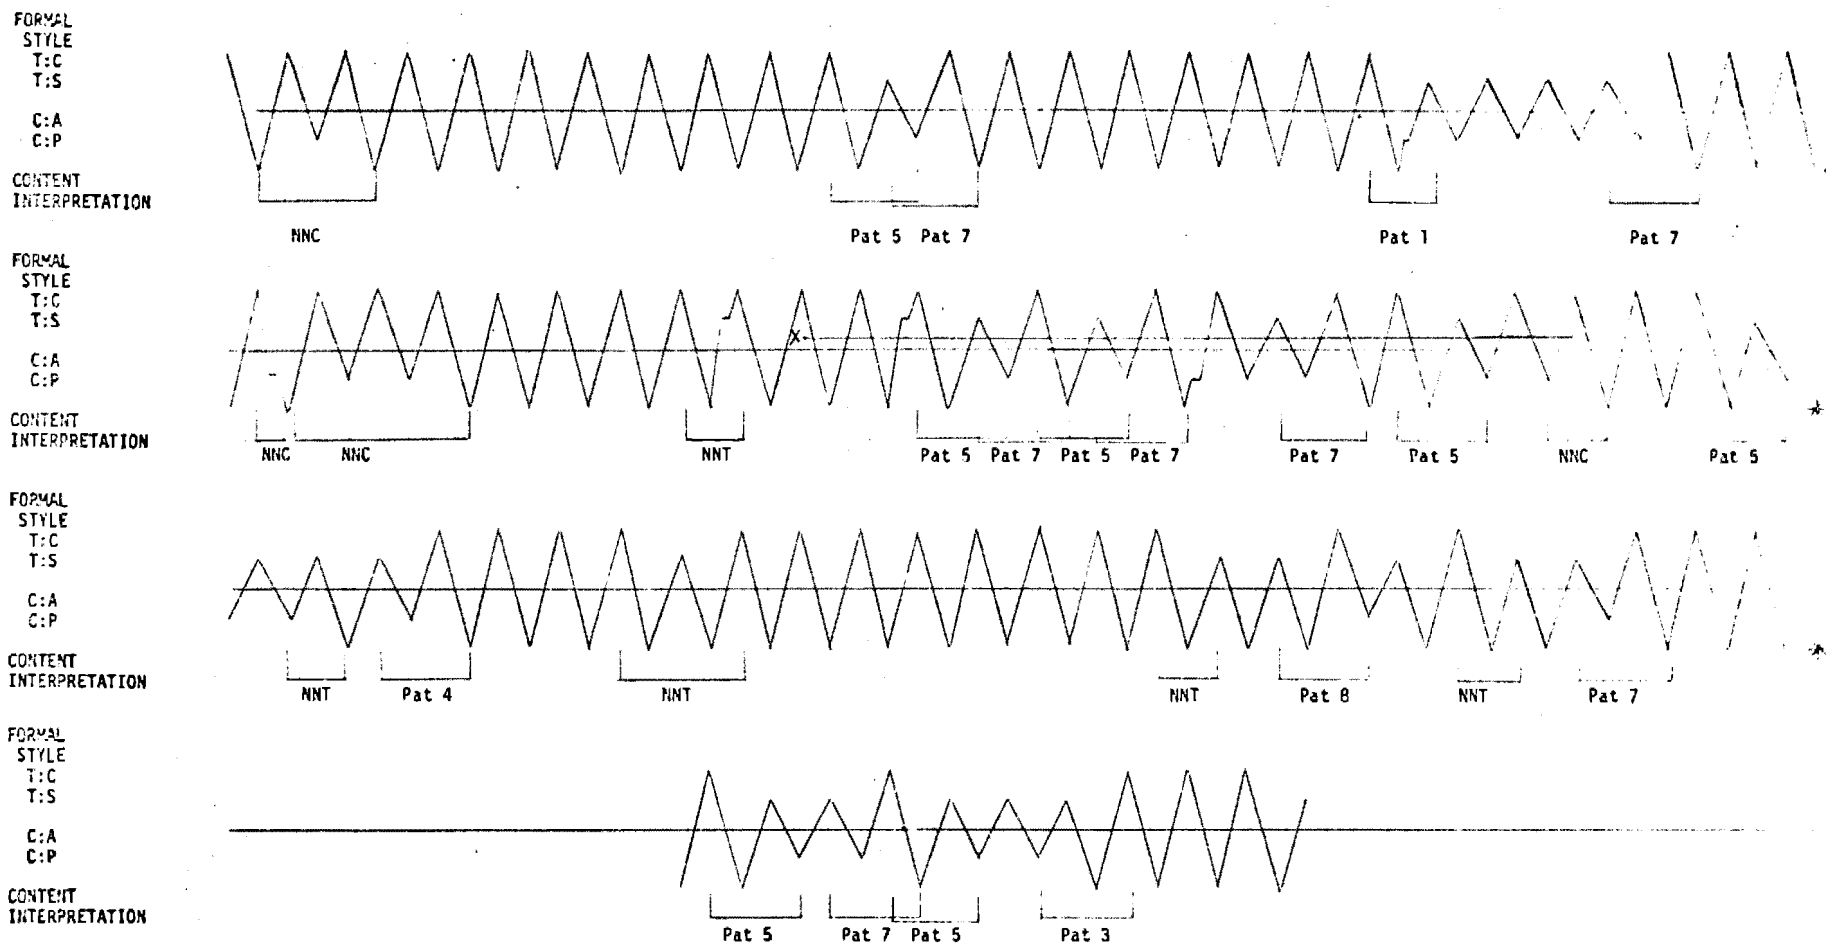 FORMAL
STYLE
T:C
T:S
C:A
C:P
CONTENT
INTERPRETATION
NNC Pat 5 Pat 7 Pat 1 Pat 7
FORMAL
STYLE
T:C
T:S
X
C:A
C:P
CONTENT *
INTERPRETATION
NNC NNC NNT Pat 5 Pat 7 Pat 5 Pat 7 Pat 7 Pat 5 NNC Pat 5
FORMAL
STYLE
T:C
T:S
C:A
C:P
CONTENT *
INTERPRETATION
NNT Pat 4 NNT NNT Pat 8 NNT Pat 7
FORMAL
STYLE
T:C
T:S
C:A
C:P
CONTENT
INTERPRETATION
Pat 5 Pat 7 Pat 5 Pat 3